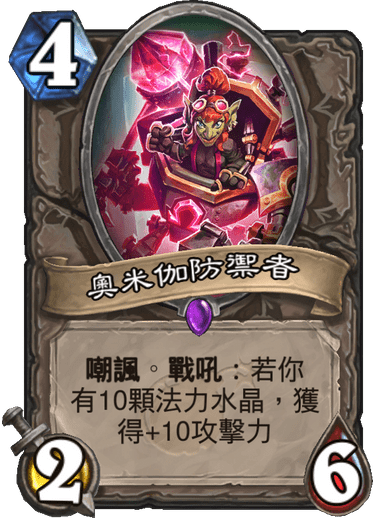 4
奧米伽防禦者
嘲諷。戰吼：若你
有10顆法力水晶，獲
得+10攻擊力
2
6